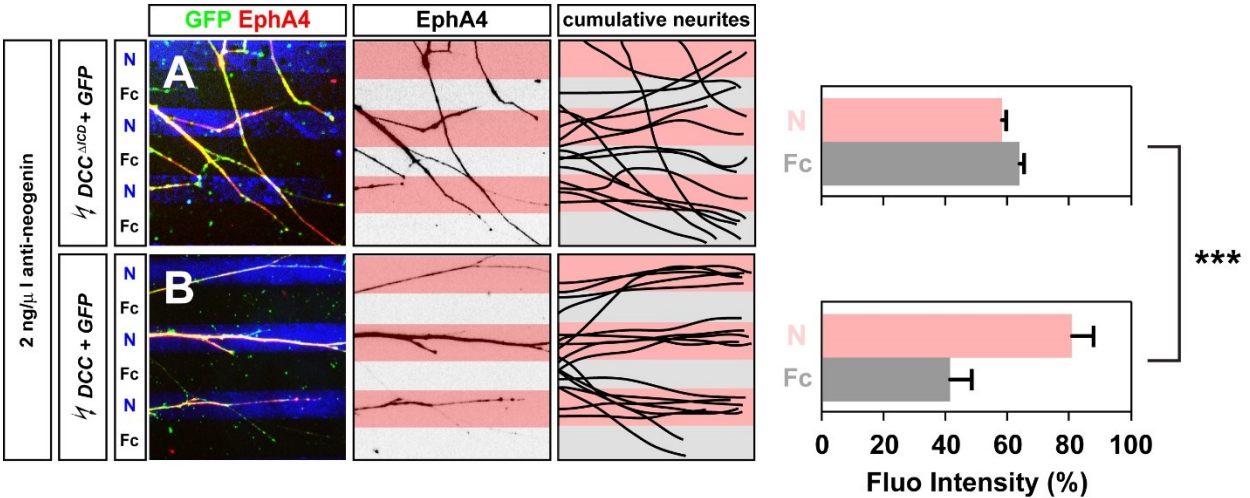 GFP EphA4
EphA4
cumulative neurites
2 ng/μ l anti-neogenin
ϟ DCC ΔICD + GFP
N
Fc
N
Fc
N
Fc
A
ϟ DCC + GFP
N
Fc
N
Fc
N
Fc
B
N
Fc
N
Fc
***
0 20 40 60 80 100
Fluo Intensity (%)